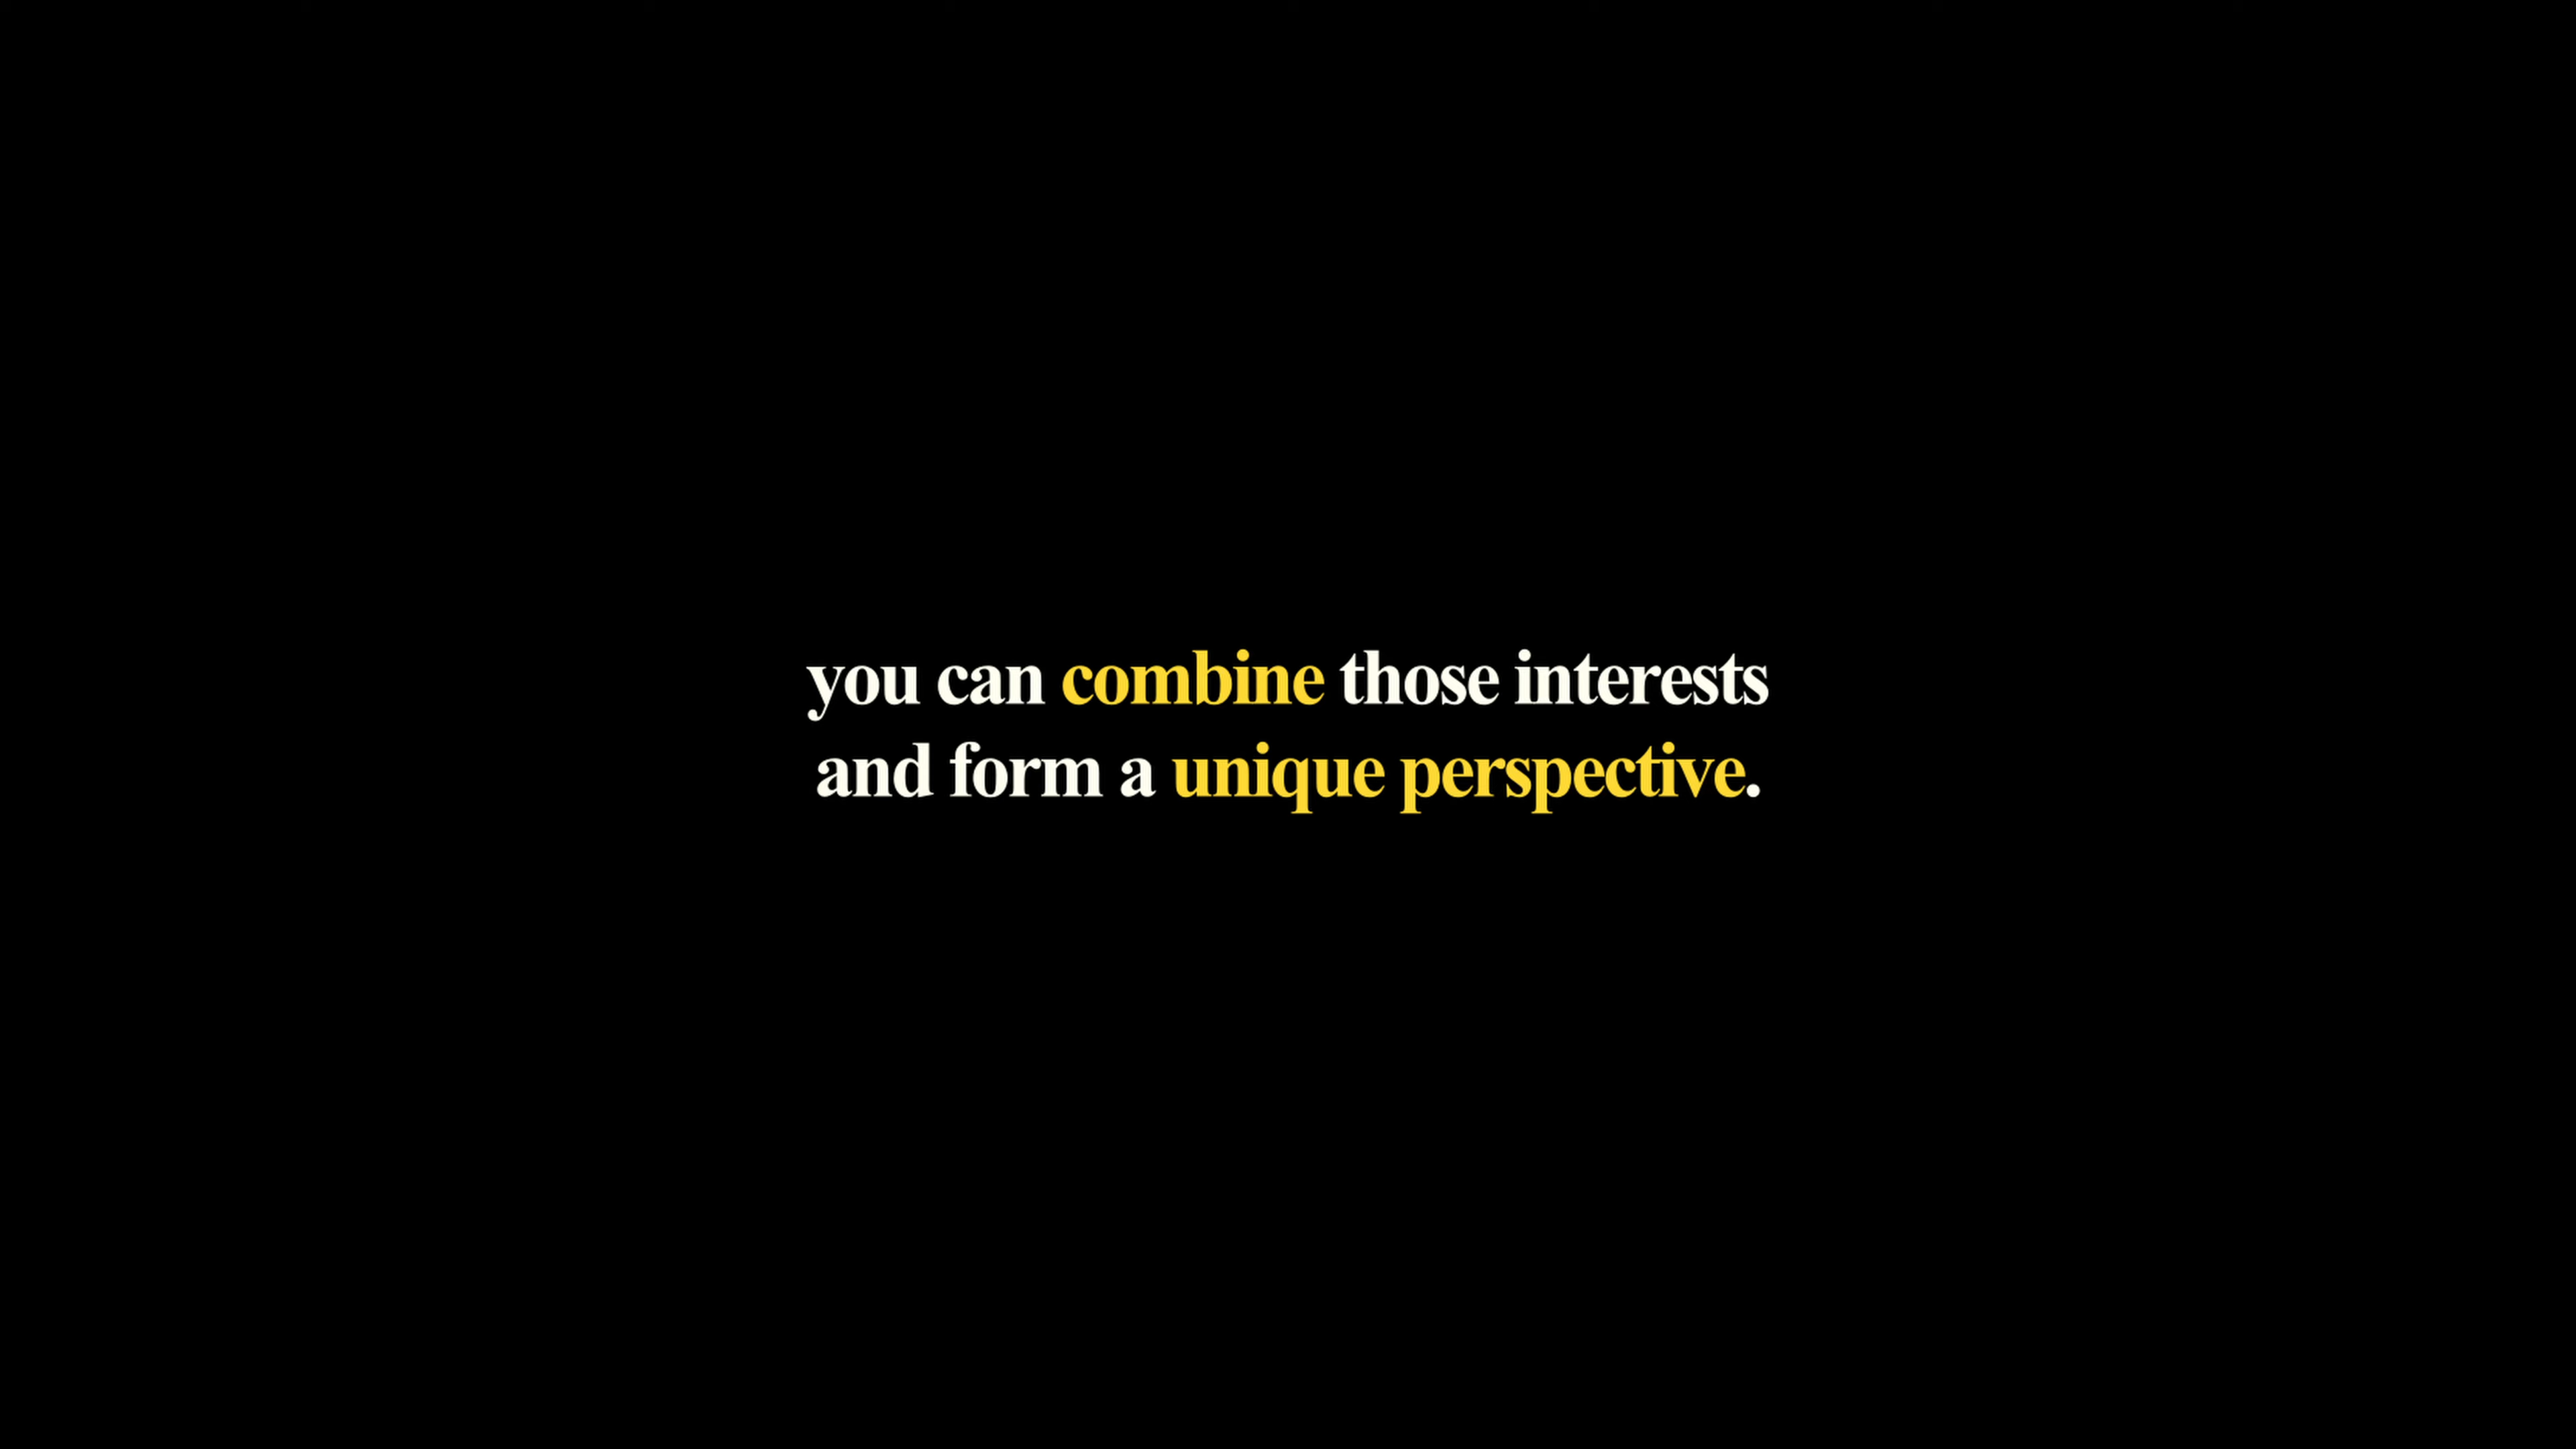 you can combine those interests
and form a unique perspective.